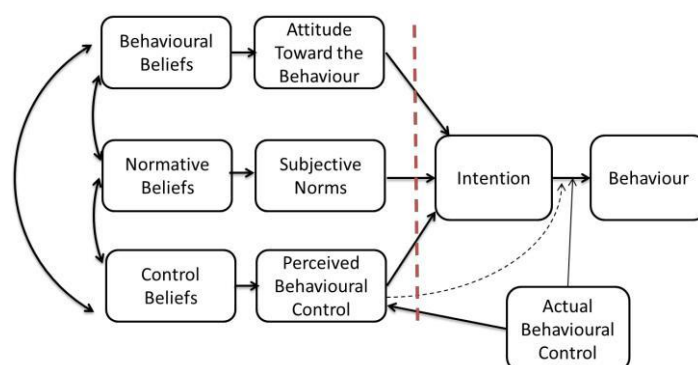 Behavioural
Beliefs
Attitude
Toward the
Behaviour
Normative
Beliefs
Subjective
Norms
Intention
Behaviour
Control
Beliefs
Perceived
Behavioural
Control
Actual
Behavioural
Control